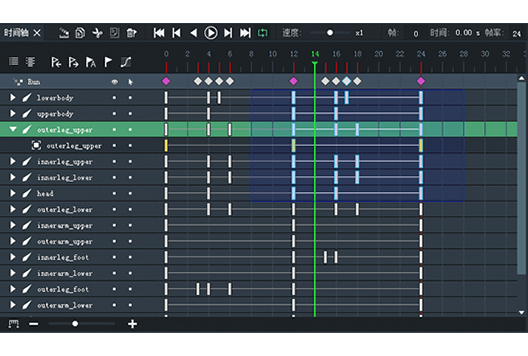 时间轴 速度: x1 帧: 0 时间: 0.00 s 帧率: 24
0 2 4 6 8 10 12 14 16 18 20 22 24 26 28 30 32
Run
lowerbody
upperbody
outerleg_upper
outerleg_upper
innerleg_upper
innerleg_lower
head
outerleg_lower
innerarm_upper
outerarm_upper
innerleg_foot
outerleg_foot
outerarm_lower